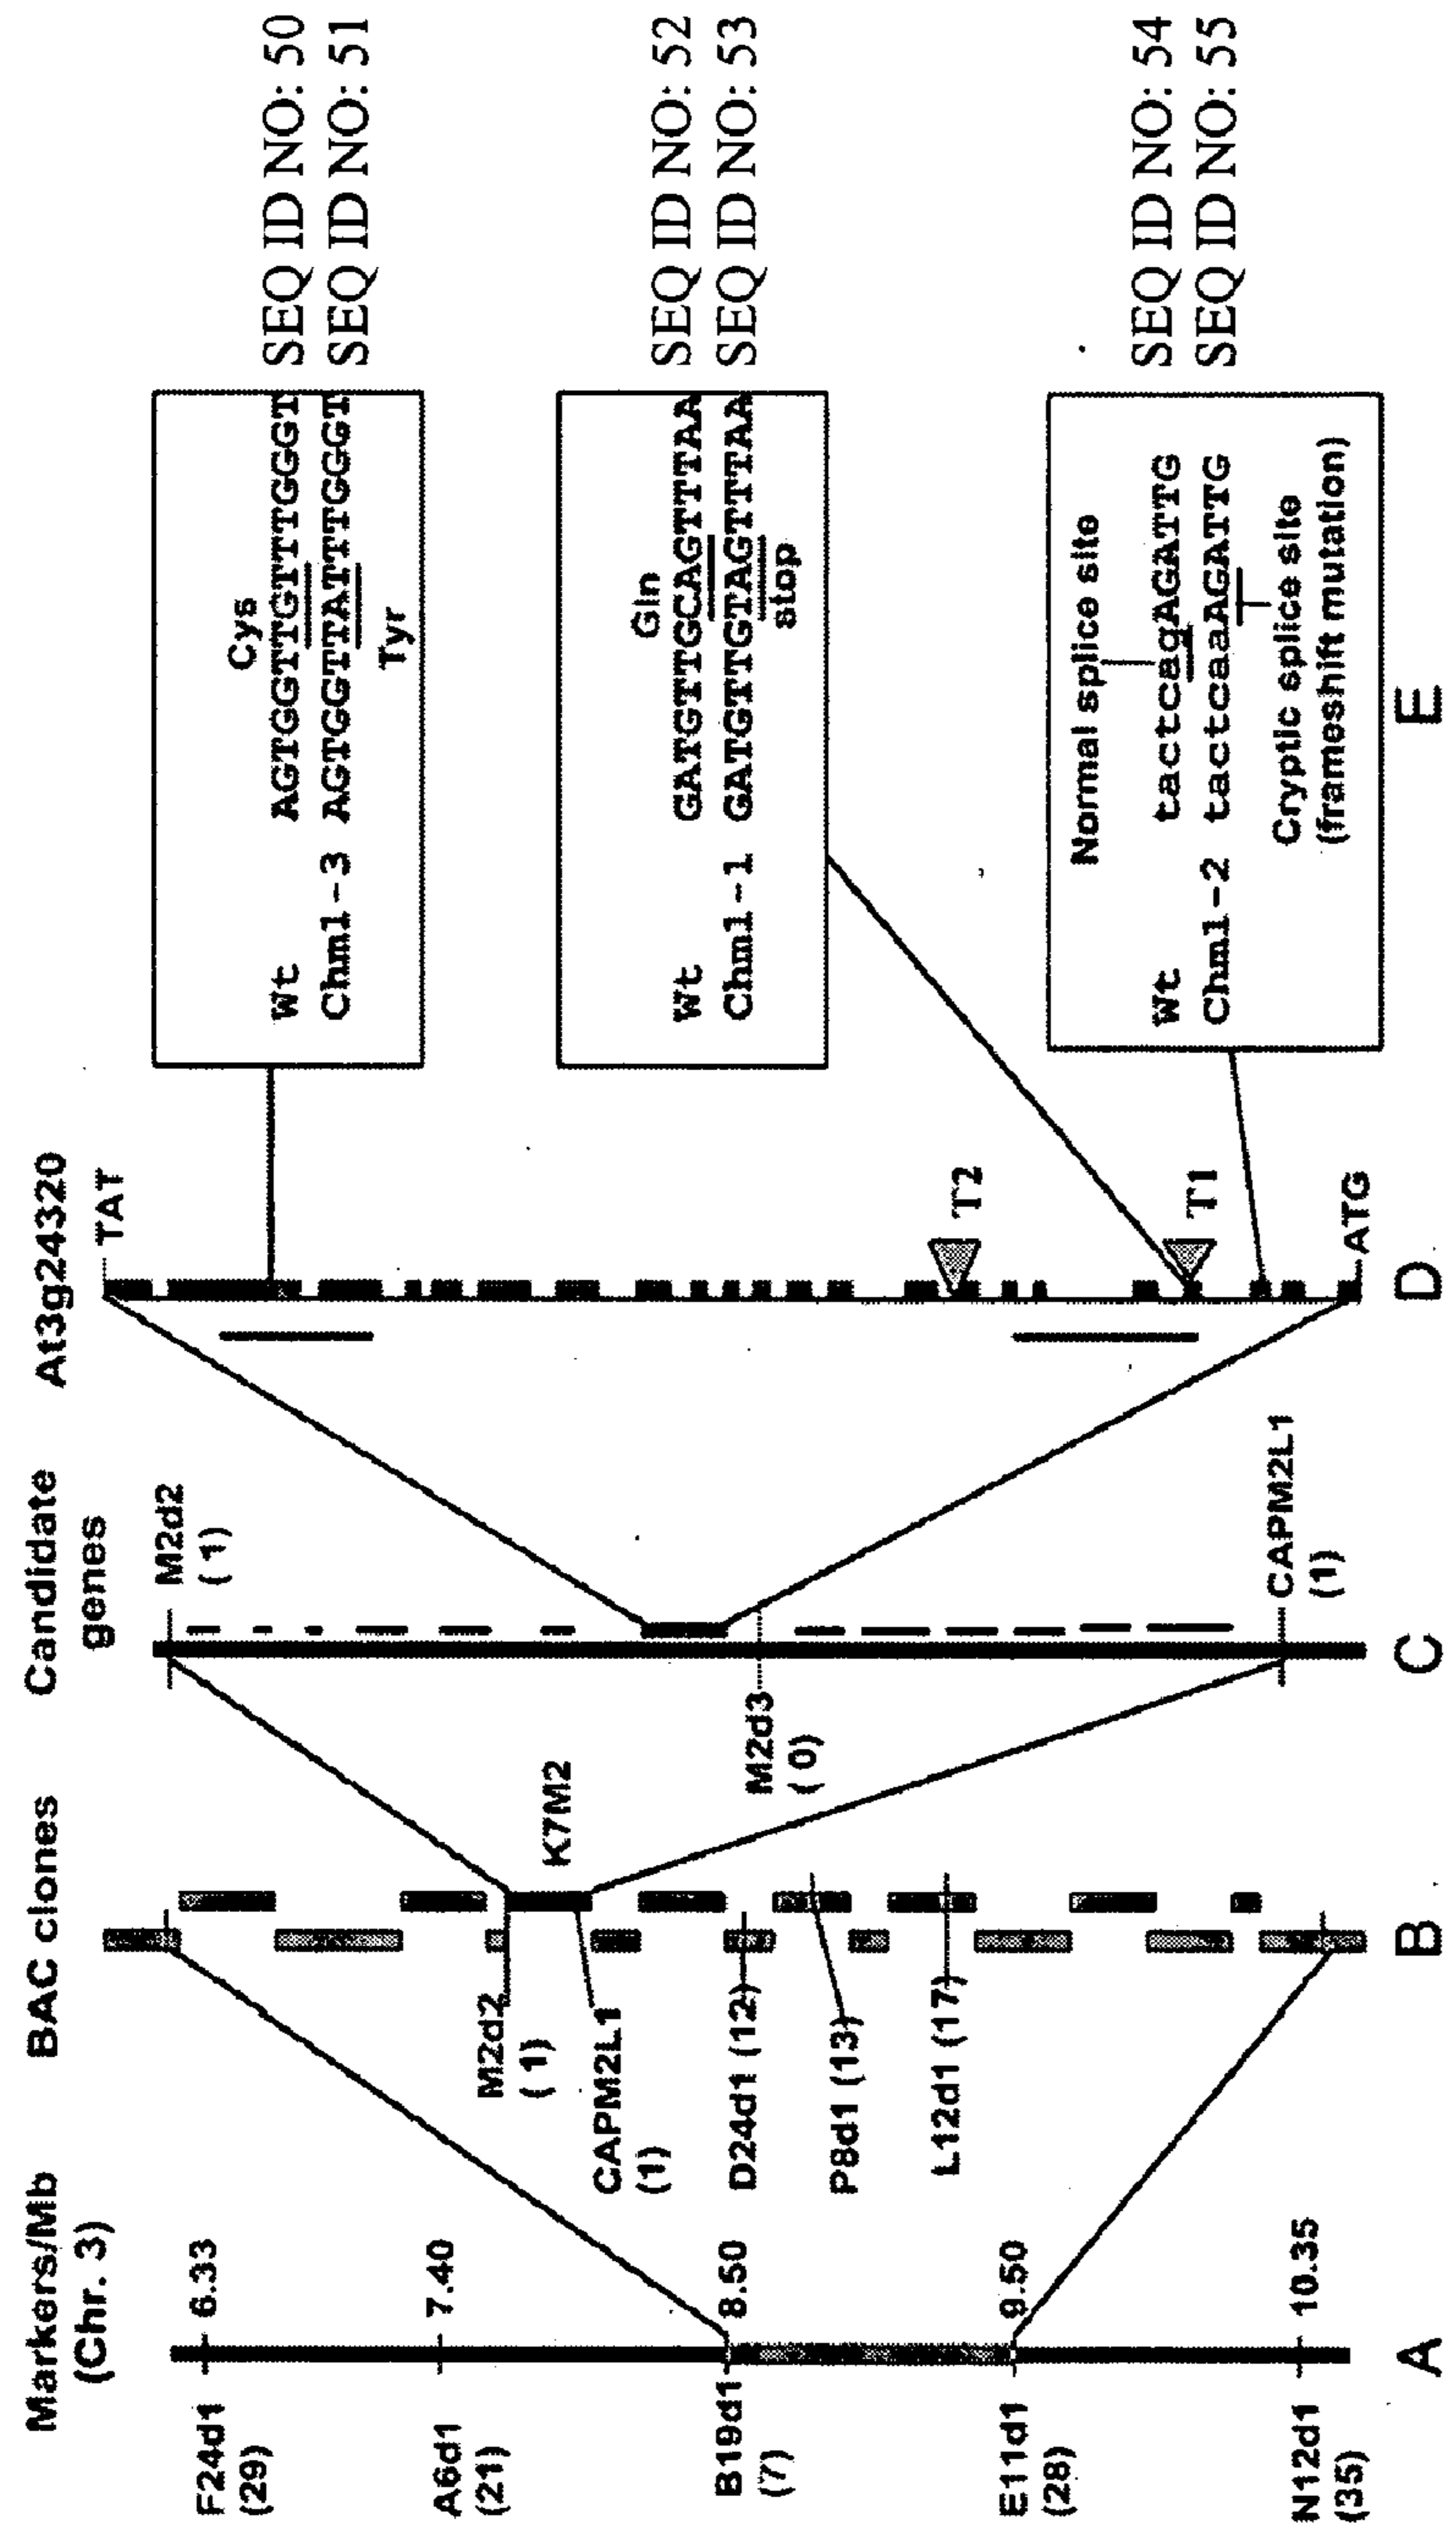 Markers/Mb
(Chr. 3)
F24d1
(29)
6.33
A6d1
(21)
7.40
B19d1
(7)
8.50
E11d1
(28)
9.50
N12d1
(35)
10.35
A
BAC clones
M2d2
(1)
K7M2
CAPM2L1
(1)
D24d1 (12)
P8d1 (13)
L12d1 (17)
B
Candidate
genes
M2d2
(1)
M2d3
(0)
CAPM2L1
(1)
C
At3g24320
TAT
T2
T1
ATG
D
Cys
Wt AGTGGTTGTTTGGGT SEQ ID NO: 50
Chm1-3 AGTGGTTATTTGGGT SEQ ID NO: 51
Tyr
Gln
Wt GATGTTGCAGTTTAA SEQ ID NO: 52
Chm1-1 GATGTTGTAGTTTAA SEQ ID NO: 53
stop
Normal splice site
Wt tactcagAGATTG SEQ ID NO: 54
Chm1-2 tactcaaAGATTG SEQ ID NO: 55
Cryptic splice site
(frameshift mutation)
E